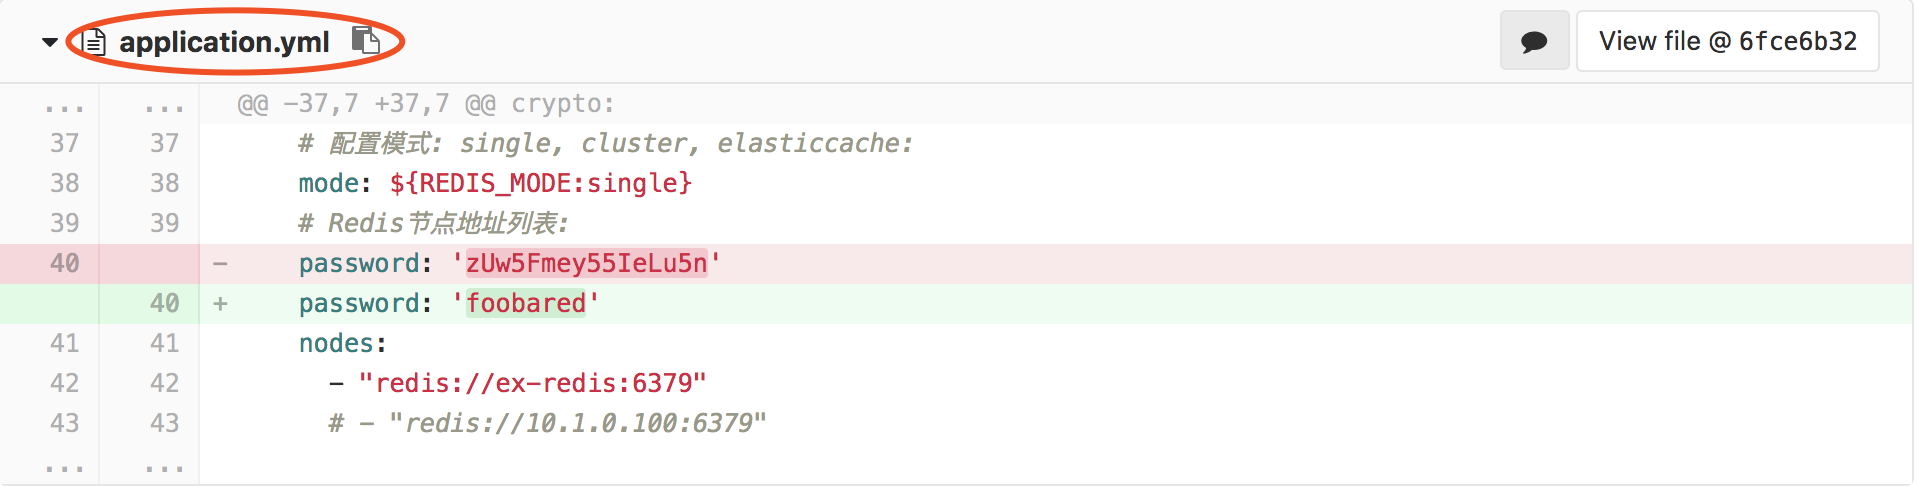 application.yml View file @ 6fce6b32
... ... @@ -37,7 +37,7 @@ crypto:
37 37 # 配置模式: single, cluster, elasticcache:
38 38 mode: ${REDIS_MODE:single}
39 39 # Redis节点地址列表:
40 - password: 'zUw5Fmey55IeLu5n'
40 + password: 'foobared'
41 41 nodes:
42 42 - "redis://ex-redis:6379"
43 43 # - "redis://10.1.0.100:6379"
... ...